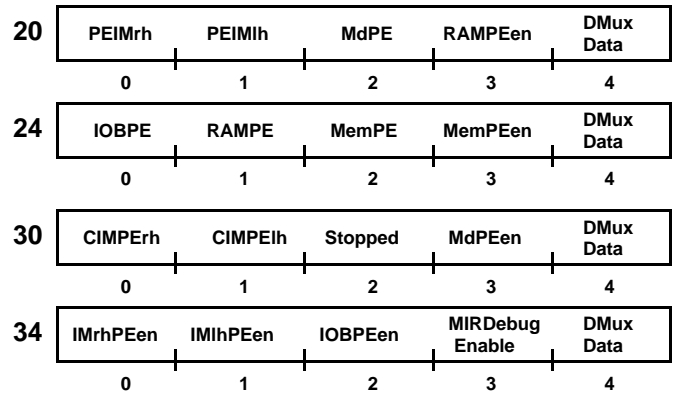 20 PEIMrh PEIMlh MdPE RAMPEen DMux Data
0 1 2 3 4
24 IOBPE RAMPE MemPE MemPEen DMux Data
0 1 2 3 4
30 CIMPErh CIMPElh Stopped MdPEen DMux Data
0 1 2 3 4
34 IMrhPEen IMlhPEen IOBPEen MIRDebug Enable DMux Data
0 1 2 3 4